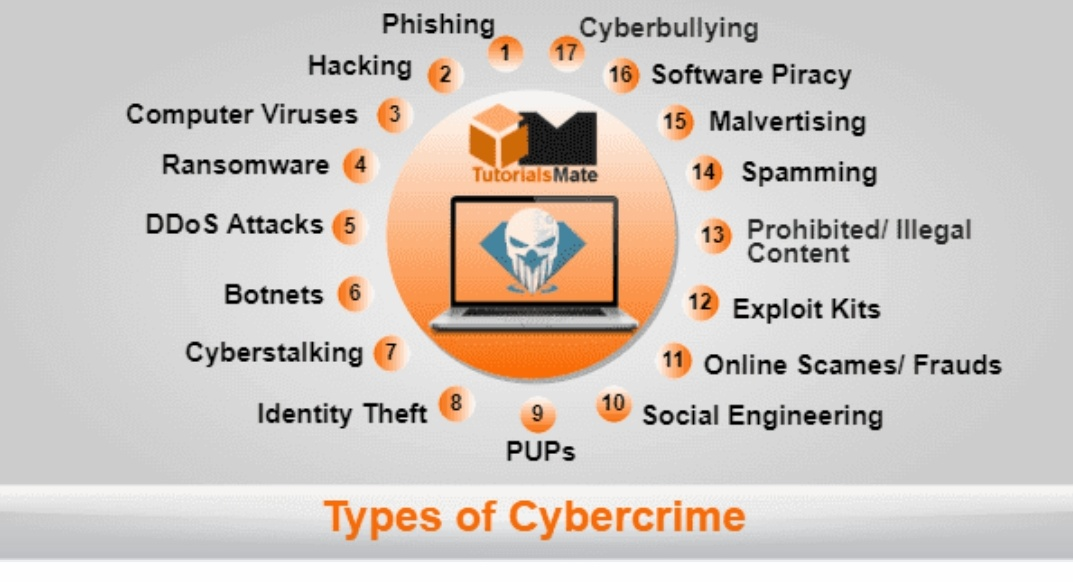 Phishing
1
Hacking
2
Computer Viruses
3
Ransomware
4
DDoS Attacks
5
Botnets
6
Cyberstalking
7
Identity Theft
8
9
PUPs
10
Social Engineering
11
Online Scames/ Frauds
12
Exploit Kits
13
Prohibited/ Illegal
Content
14
Spamming
15
Malvertising
16
Software Piracy
17
Cyberbullying
TutorialsMate
Types of Cybercrime